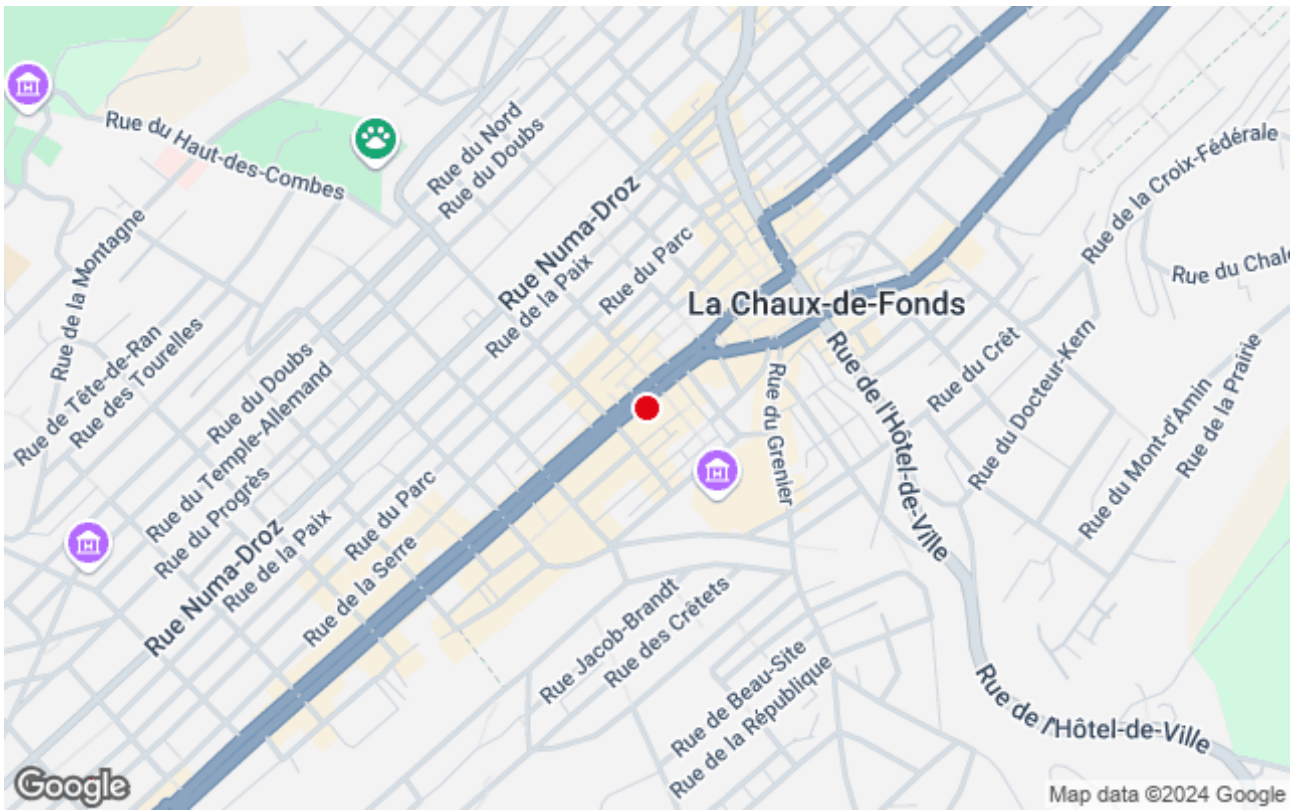 Rue du Haut-des-Combes
Rue du Nord
Rue du Doubs
Rue de la Croix-Fédérale
Rue Numa-Droz
Rue du Parc
Rue de la Paix
Rue de la Montagne
La Chaux-de-Fonds
Rue de Tête-de-Ran
Rue des Tourelles
Rue du Doubs
Rue du Temple-Allemand
Rue du Progrès
Rue Numa-Droz
Rue de la Paix
Rue du Parc
Rue de la Serre
Rue du Grenier
Rue de l'Hôtel-de-Ville
Rue du Crêt
Rue du Docteur-Kern
Rue du Mont-d'Amin
Rue de la Prairie
Rue du Chale
Rue Jacob-Brandt
Rue des Crêtets
Rue de Beau-Site
Rue de la République
Rue de l'Hôtel-de-Ville
Google
Map data ©2024 Google